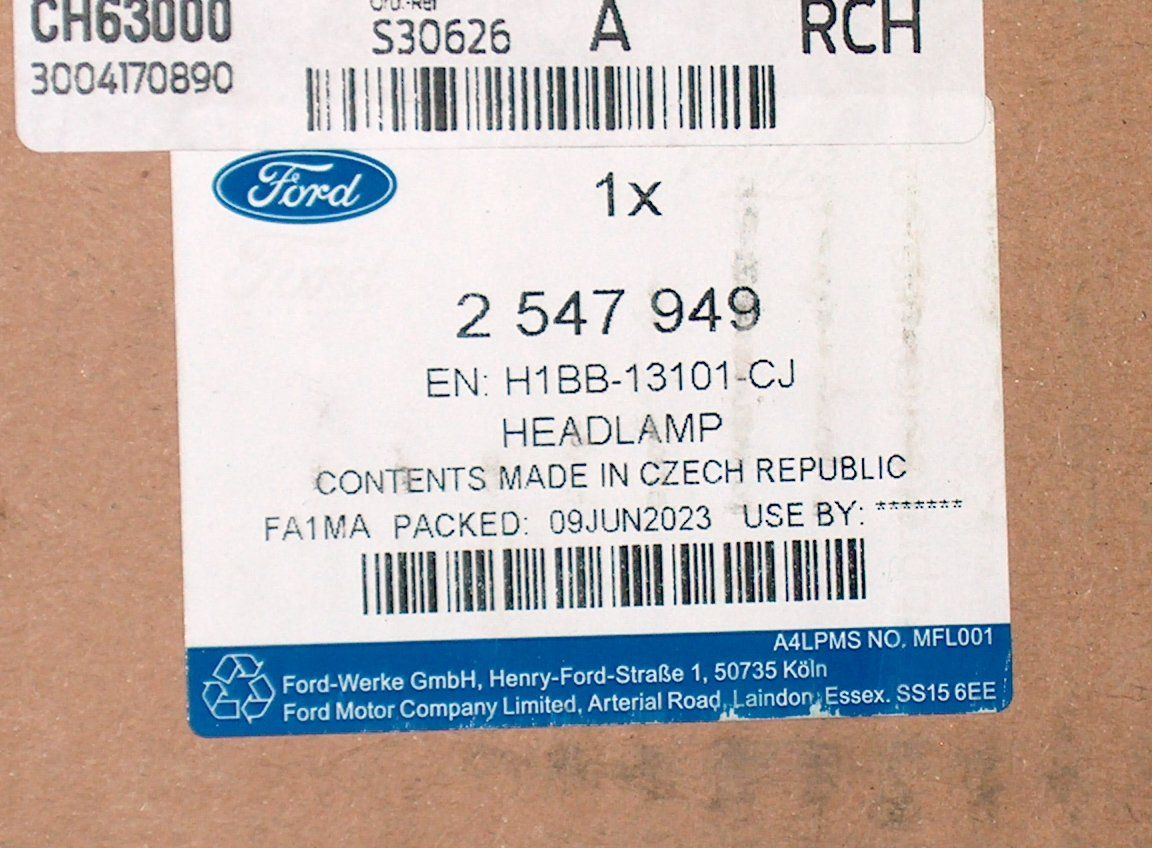 CH63000
Ord.-Ref
S30626
A
RCH
3004170890
Ford
1x
2 547 949
EN: H1BB-13101-CJ
HEADLAMP
CONTENTS MADE IN CZECH REPUBLIC
FA1MA PACKED: 09JUN2023 USE BY: *******
A4LPMS NO. MFL001
Ford-Werke GmbH, Henry-Ford-Straße 1, 50735 Köln
Ford Motor Company Limited, Arterial Road, Laindon, Essex. SS15 6EE